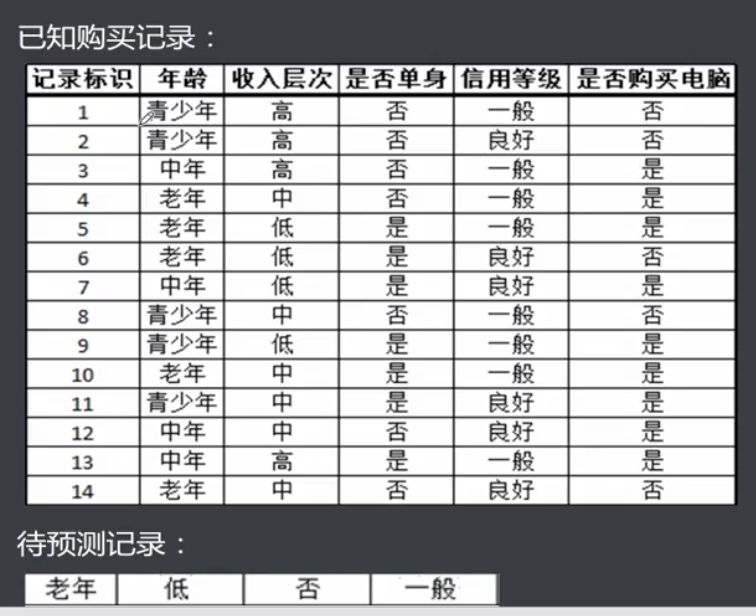 已知购买记录：
记录标识 年龄 收入层次 是否单身 信用等级 是否购买电脑
1 青少年 高 否 一般 否
2 青少年 高 否 良好 否
3 中年 高 否 一般 是
4 老年 中 否 一般 是
5 老年 低 是 一般 是
6 老年 低 是 良好 否
7 中年 低 是 良好 是
8 青少年 中 否 一般 否
9 青少年 低 是 一般 是
10 老年 中 是 一般 是
11 青少年 中 是 良好 是
12 中年 中 否 良好 是
13 中年 高 是 一般 是
14 老年 中 否 良好 否
待预测记录：
老年 低 否 一般